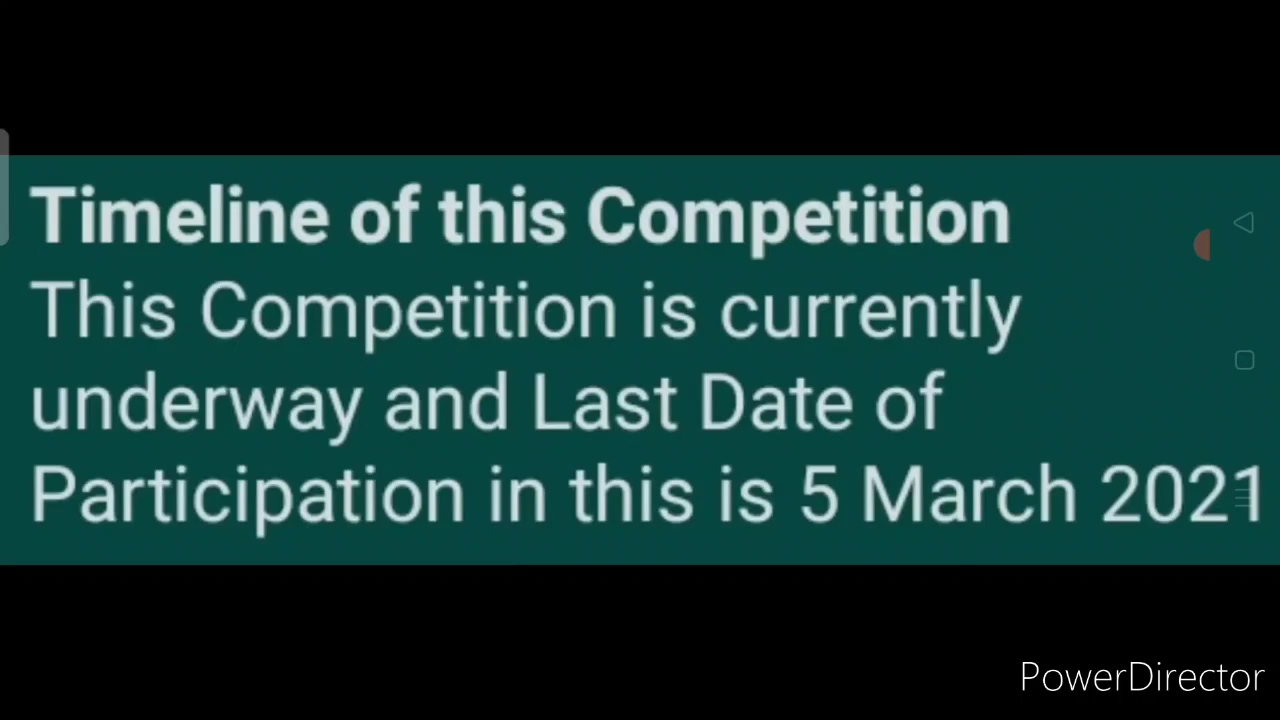 Timeline of this Competition
This Competition is currently
underway and Last Date of
Participation in this is 5 March 2021
PowerDirector